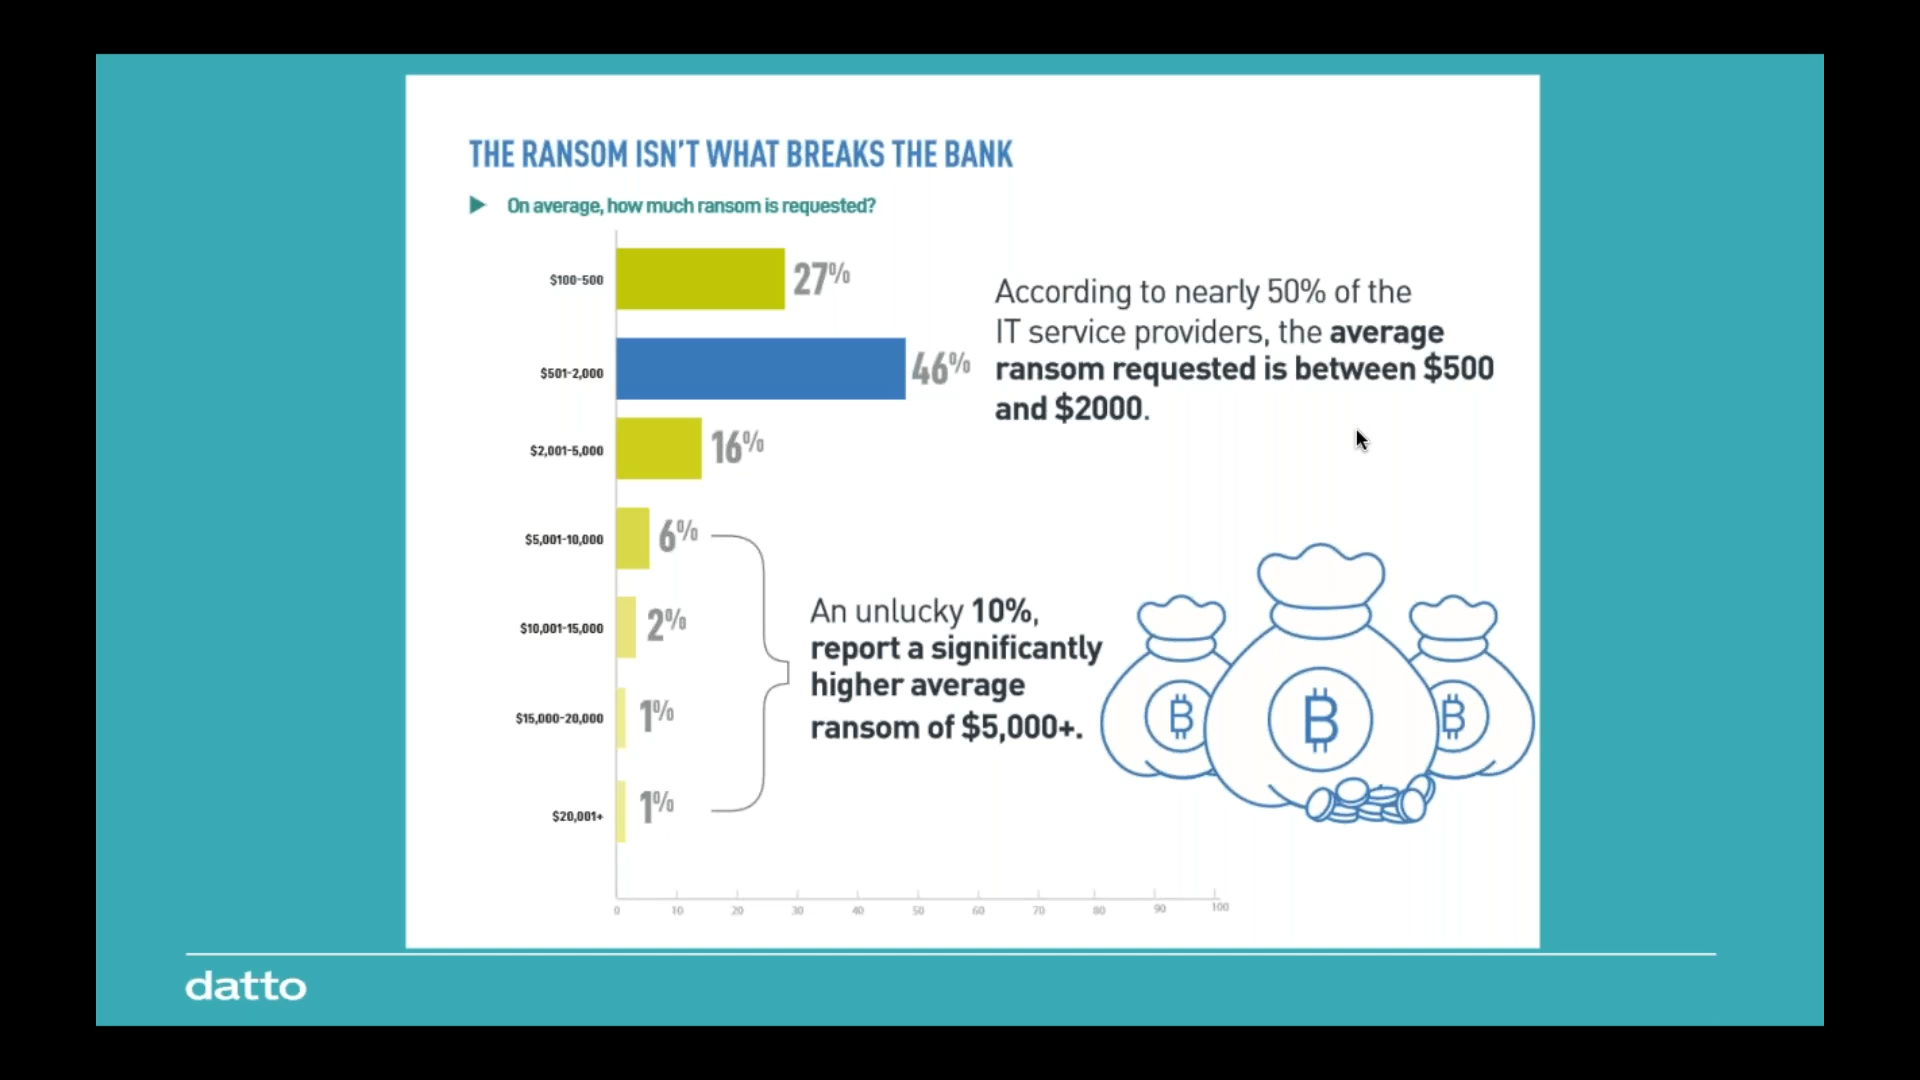 THE RANSOM ISN'T WHAT BREAKS THE BANK
On average, how much ransom is requested?
$100-500
27%
$501-2,000
46%
$2,001-5,000
16%
$5,001-10,000
6%
$10,001-15,000
2%
$15,000-20,000
1%
$20,001+
1%
According to nearly 50% of the
IT service providers, the average
ransom requested is between $500
and $2000.
An unlucky 10%,
report a significantly
higher average
ransom of $5,000+.
B B B
0 10 20 30 40 50 60 70 80 90 100
datto